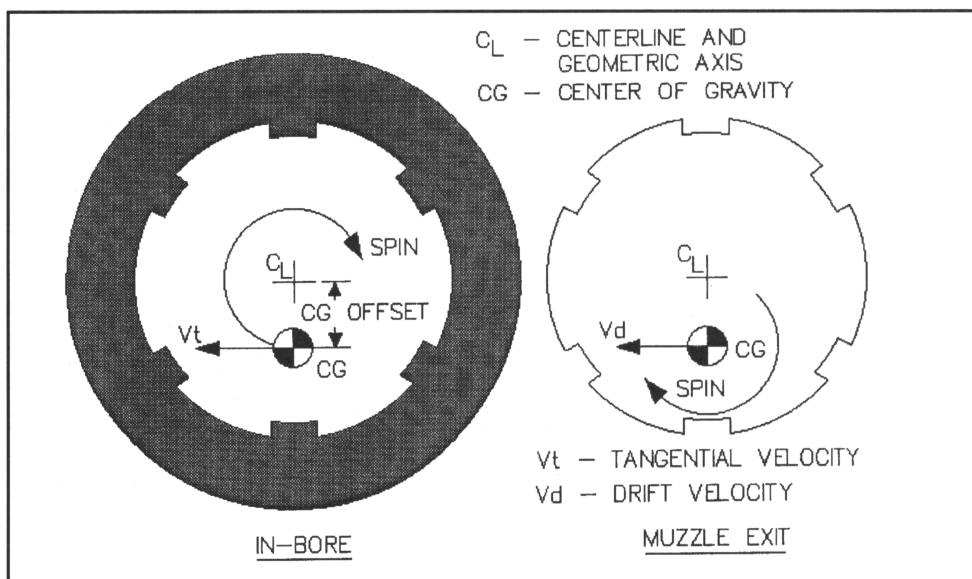 CL – CENTERLINE AND
GEOMETRIC AXIS
CG – CENTER OF GRAVITY
SPIN
CL
CG OFFSET
Vt
CG
IN–BORE
CL
Vd
CG
SPIN
Vt – TANGENTIAL VELOCITY
Vd – DRIFT VELOCITY
MUZZLE EXIT